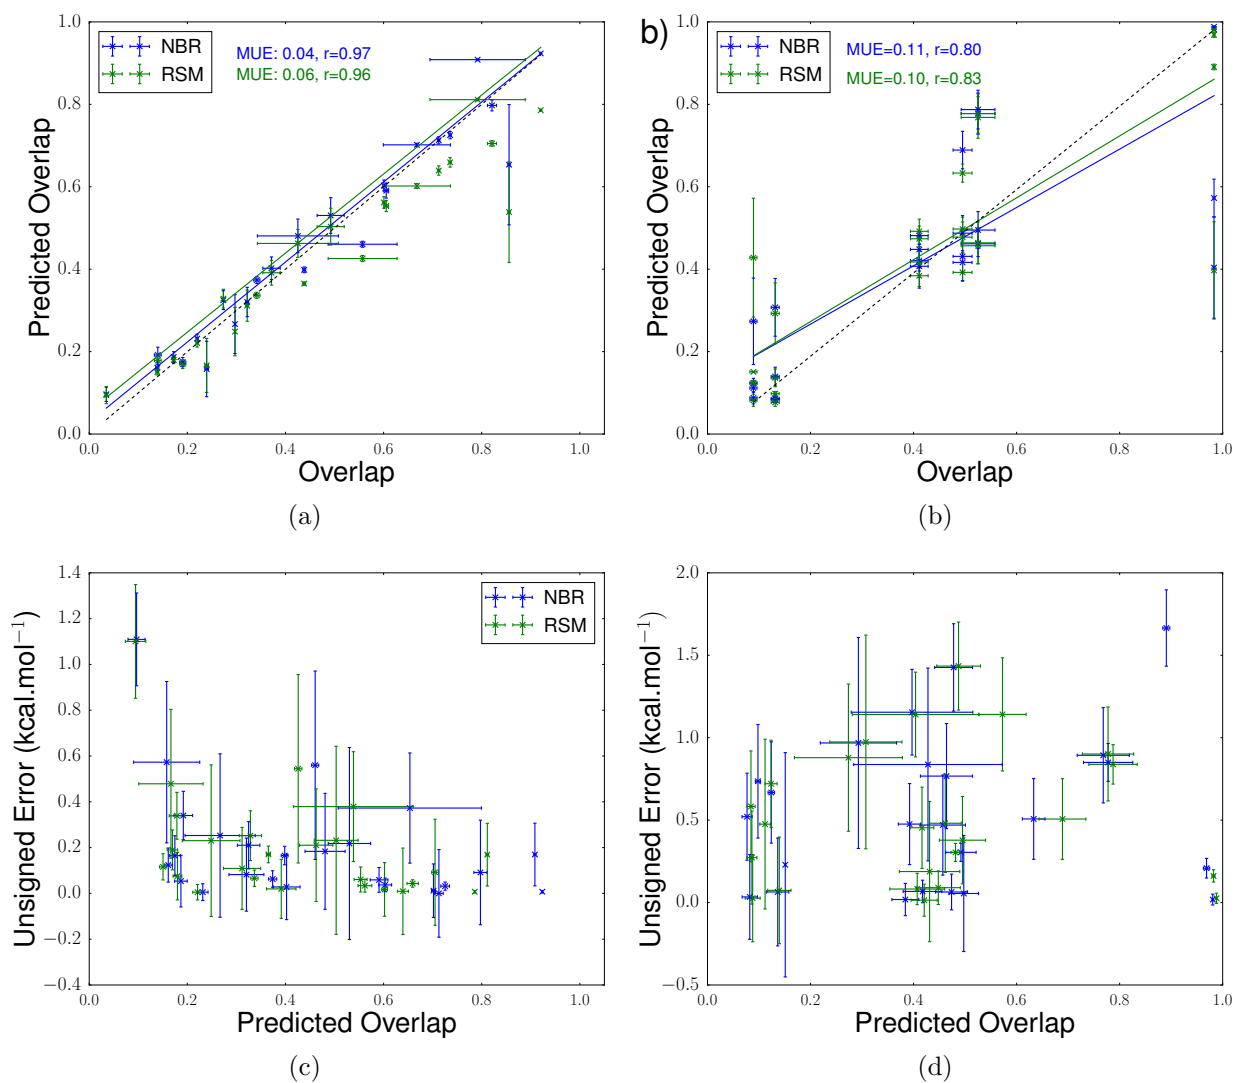 1.0
0.8
0.6
0.4
0.2
0.0
Predicted Overlap
NBR
RSM
MUE: 0.04, r=0.97
MUE: 0.06, r=0.96
0.0 0.2 0.4 0.6 0.8 1.0
Overlap
(a)
b)
1.0
0.8
0.6
0.4
0.2
0.0
Predicted Overlap
NBR
RSM
MUE=0.11, r=0.80
MUE=0.10, r=0.83
0.0 0.2 0.4 0.6 0.8 1.0
Overlap
(b)
1.4
1.2
1.0
0.8
0.6
0.4
0.2
0.0
−0.2
−0.4
Unsigned Error (kcal.mol−1)
NBR
RSM
0.0 0.2 0.4 0.6 0.8 1.0
Predicted Overlap
(c)
2.0
1.5
1.0
0.5
0.0
−0.5
Unsigned Error (kcal.mol−1)
0.0 0.2 0.4 0.6 0.8 1.0
Predicted Overlap
(d)